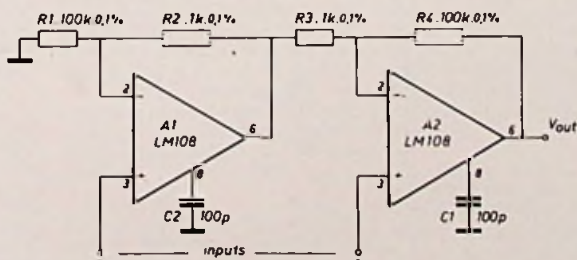 R1.100k.0,1%
R2.1k.0,1%
R3.1k.0,1%
R4.100k.0,1%
2
A1
LM108
6
3
8
C2
100p
2
A2
LM108
6
Vout
3
8
C1
100p
inputs